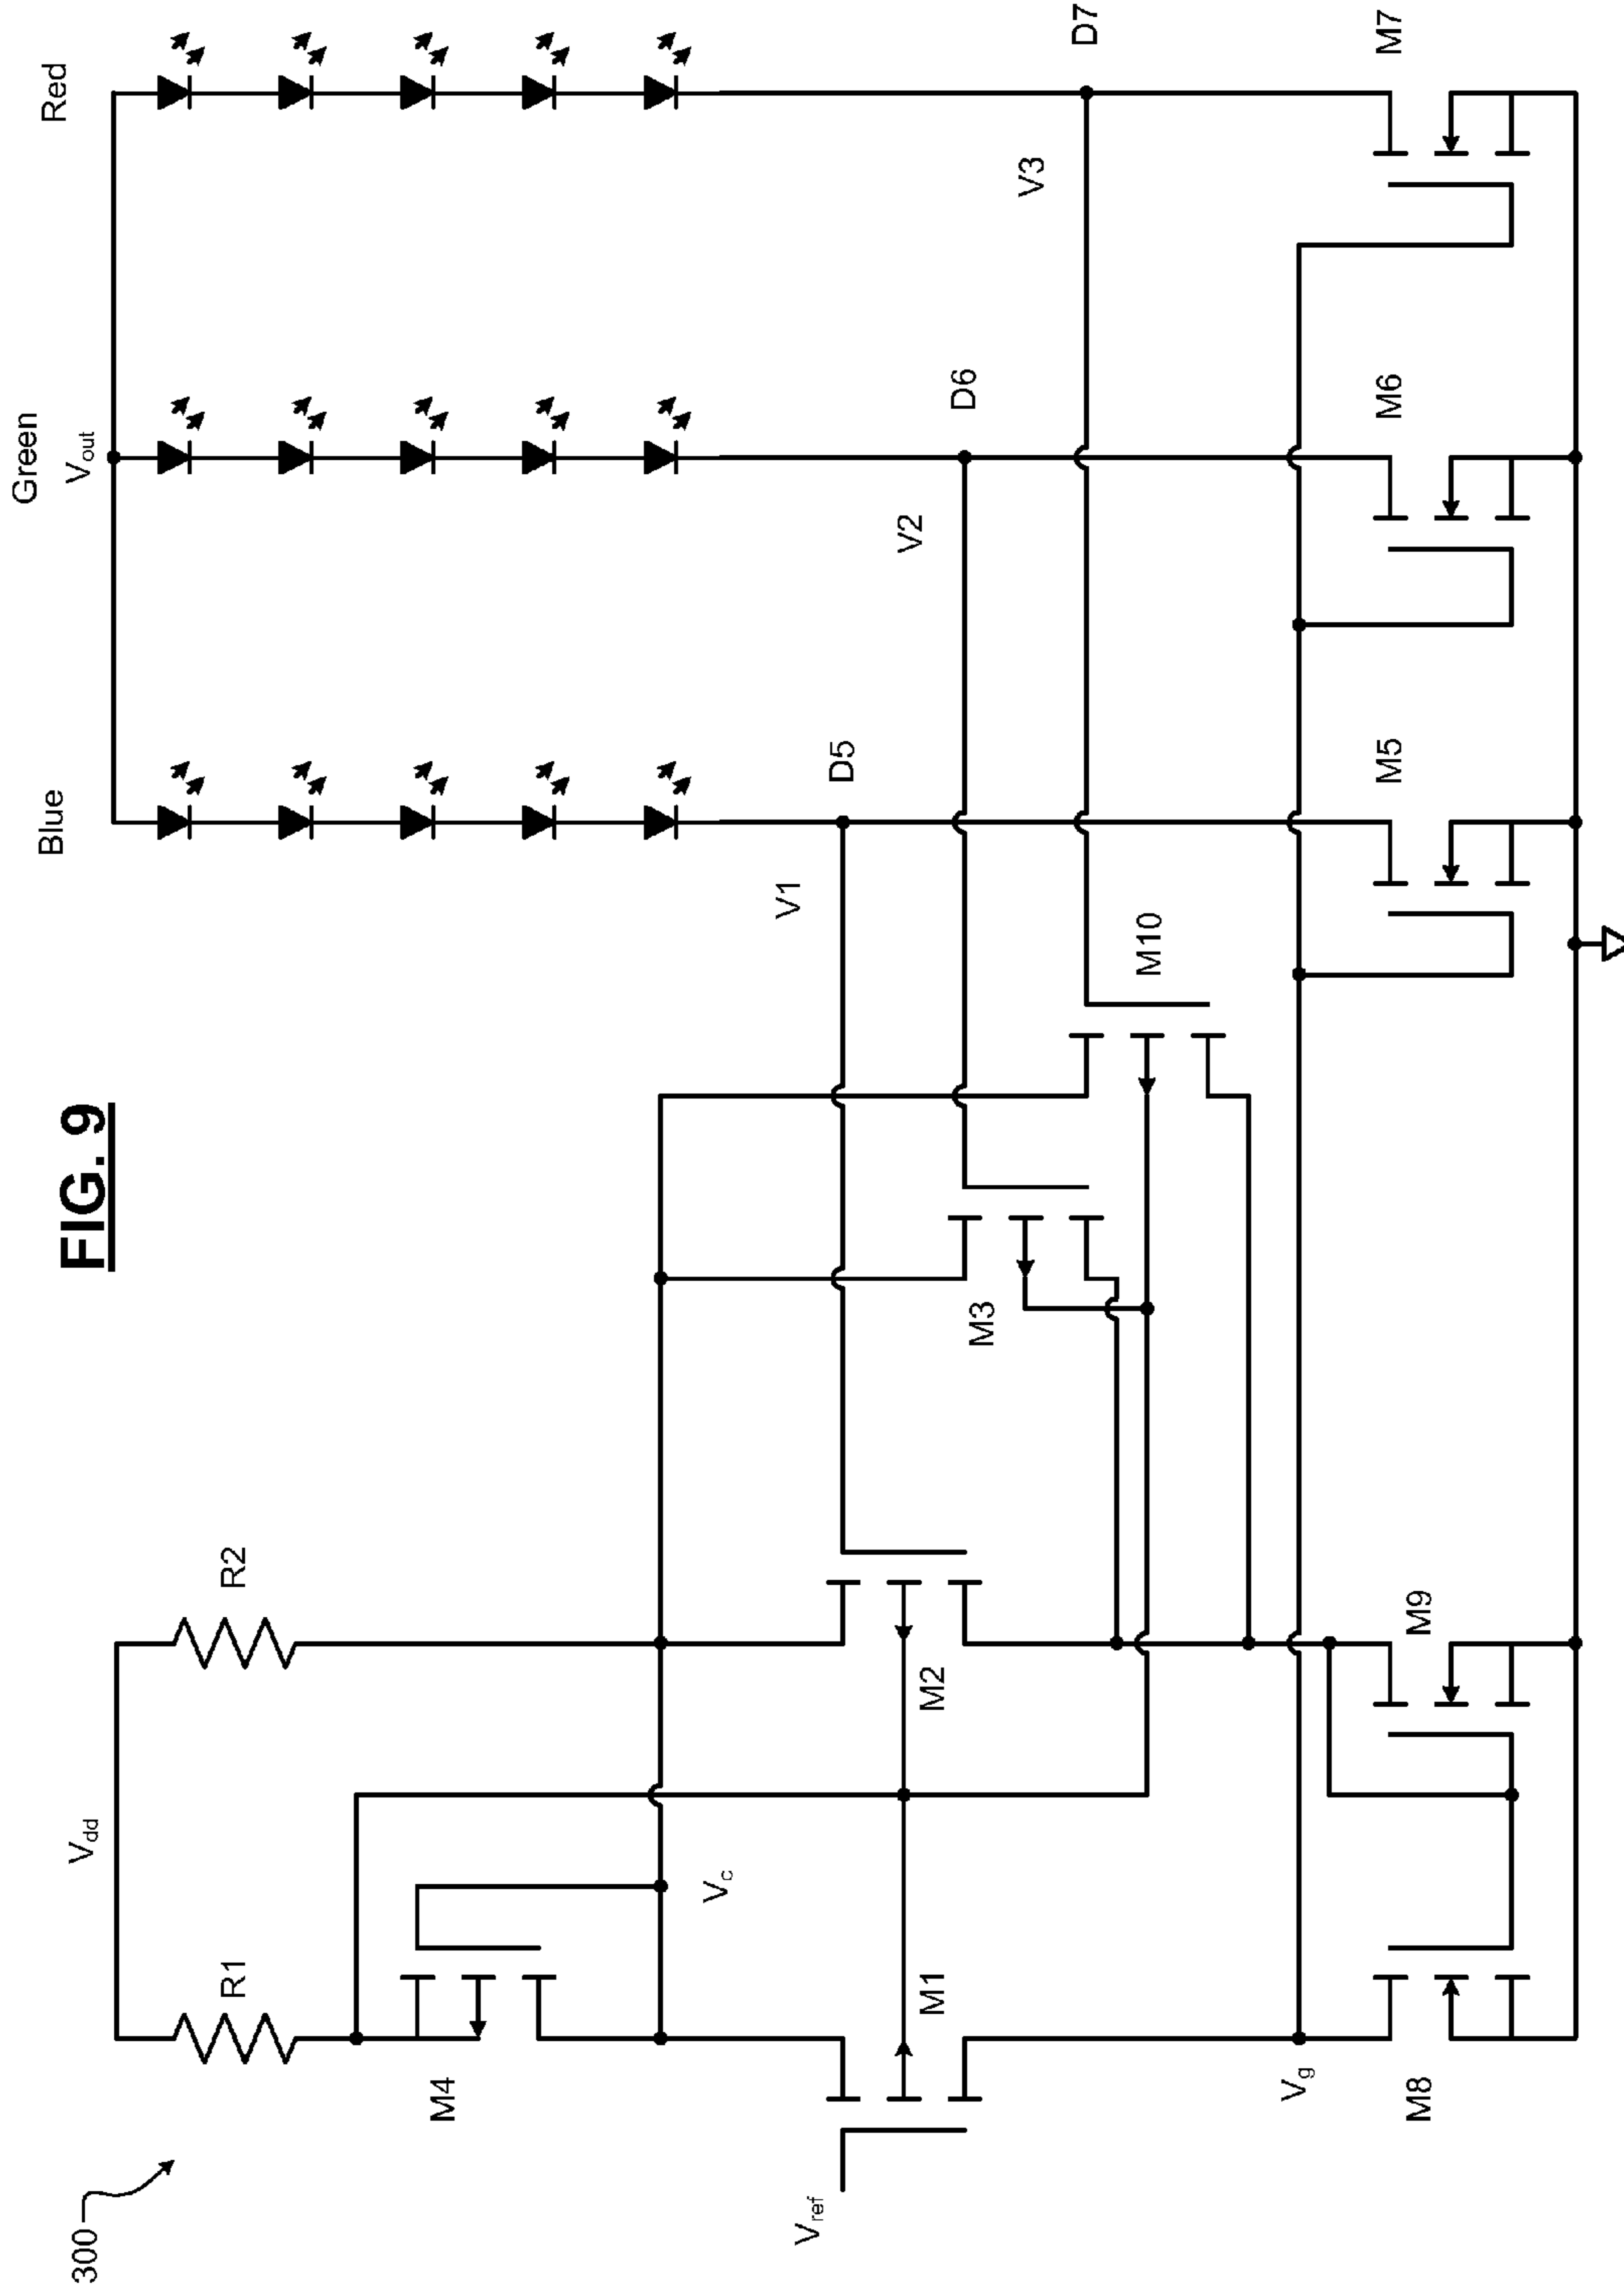 FIG. 9
300
Blue
Green
Red
Vout
Vdd
R1
R2
M4
Vc
V1
D5
V2
D6
V3
D7
Vref
M1
M2
M3
M10
Vg
M8
M9
M5
M6
M7